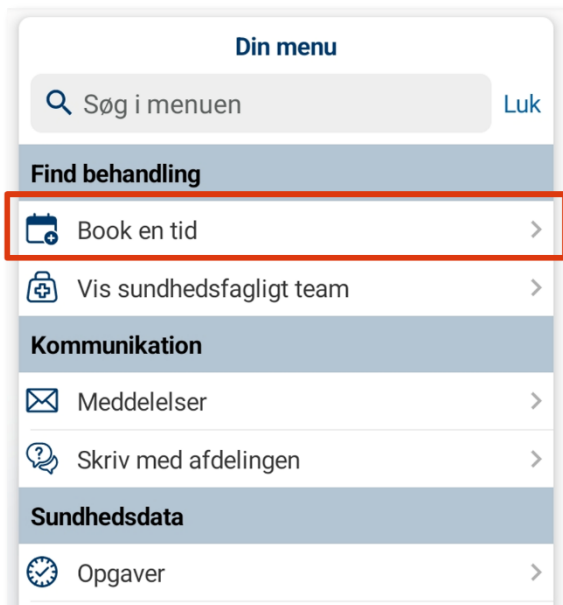 Din menu
Søg i menuen
Luk
Find behandling
Book en tid
Vis sundhedsfagligt team
Kommunikation
Meddelelser
Skriv med afdelingen
Sundhedsdata
Opgaver